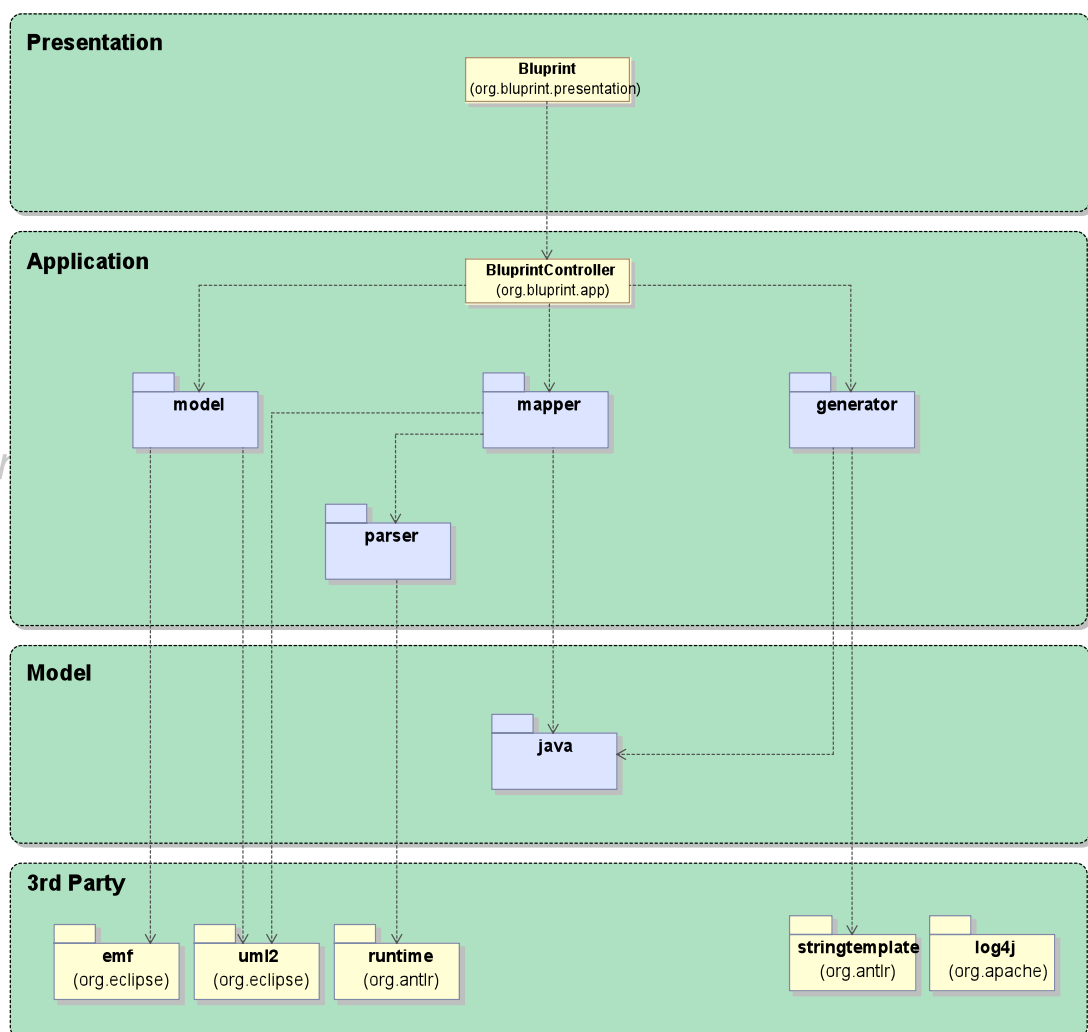 Presentation
Bluprint
(org.bluprint.presentation)
Application
BluprintController
(org.bluprint.app)
model
mapper
generator
parser
Model
java
3rd Party
emf
(org.eclipse)
uml2
(org.eclipse)
runtime
(org.antlr)
stringtemplate
(org.antlr)
log4j
(org.apache)